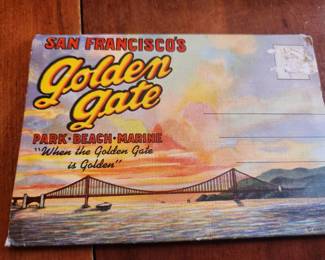 SAN FRANCISCO'S
Golden
Gate
PARK·BEACH·MARINE
"When the Golden Gate
is Golden"